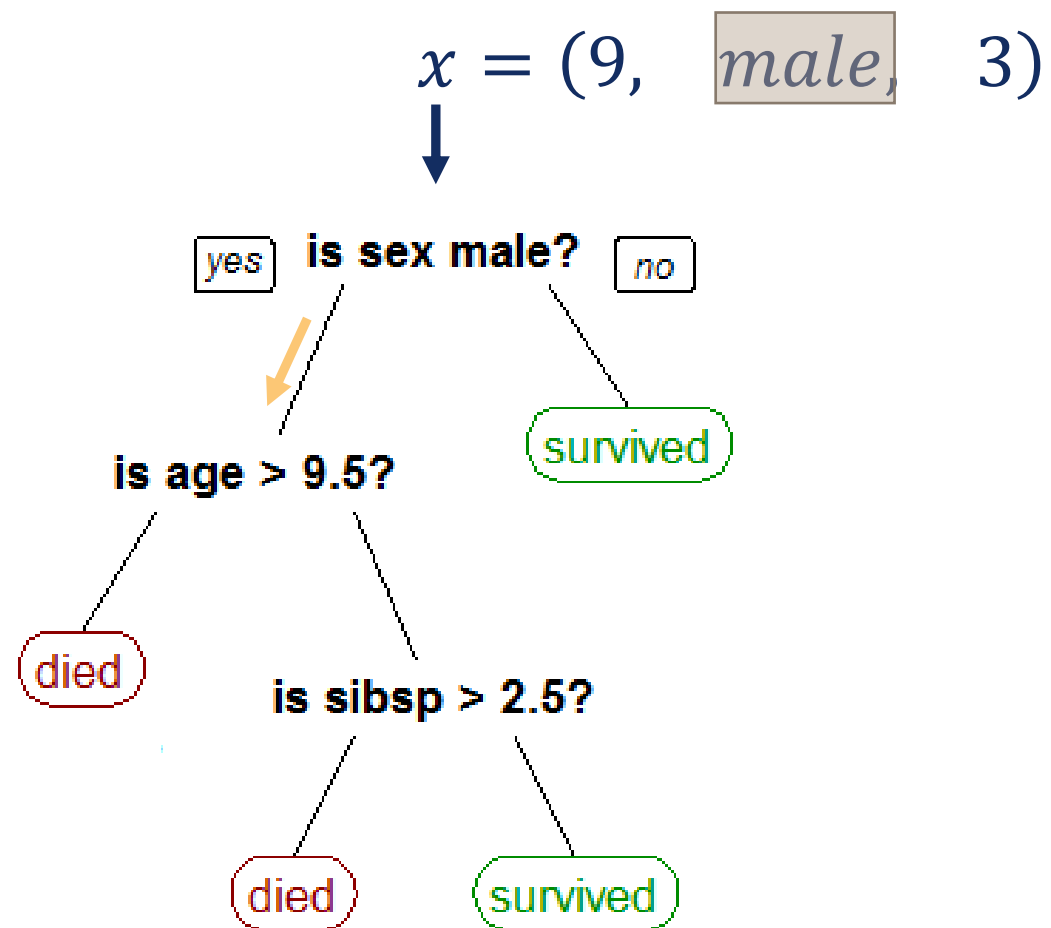 x = (9, male, 3)
yes is sex male? no
survived
is age > 9.5?
died
is sibsp > 2.5?
died survived